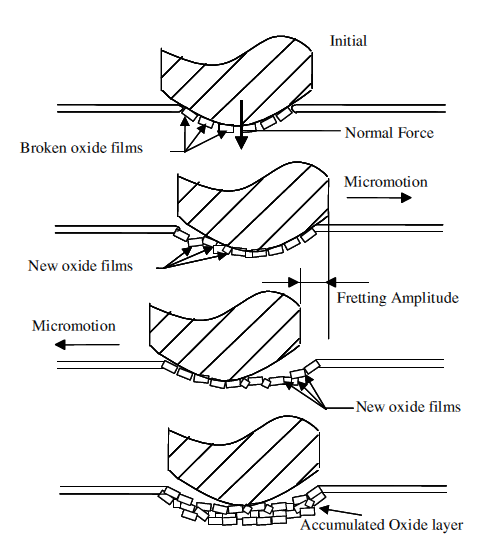 Initial
Normal Force
Broken oxide films
Micromotion
New oxide films
Fretting Amplitude
Micromotion
New oxide films
Accumulated Oxide layer